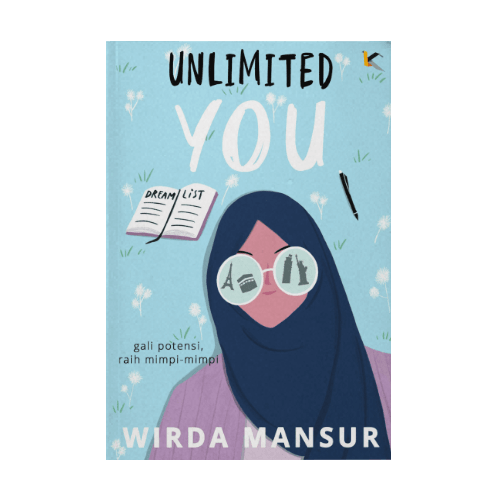 UNLIMITED
YOU
DREAM LIST
gali potensi,
raih mimpi-mimpi
WIRDA MANSUR